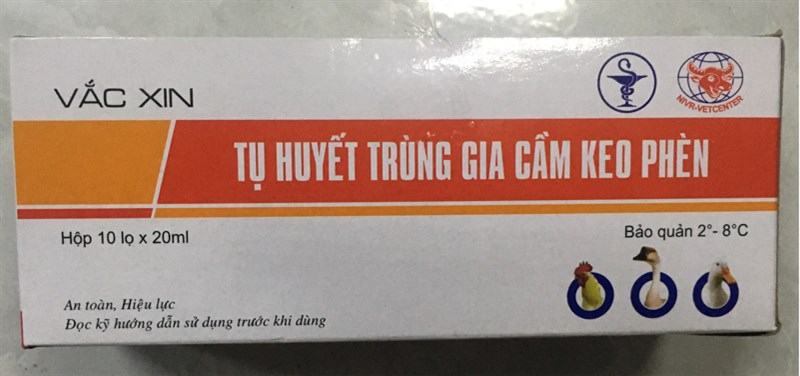 VẮC XIN
NIVR-VETCENTER
TỤ HUYẾT TRÙNG GIA CẦM KEO PHÈN
Hộp 10 lọ x 20ml
Bảo quản 2°- 8°C
An toàn, Hiệu lực
Đọc kỹ hướng dẫn sử dụng trước khi dùng